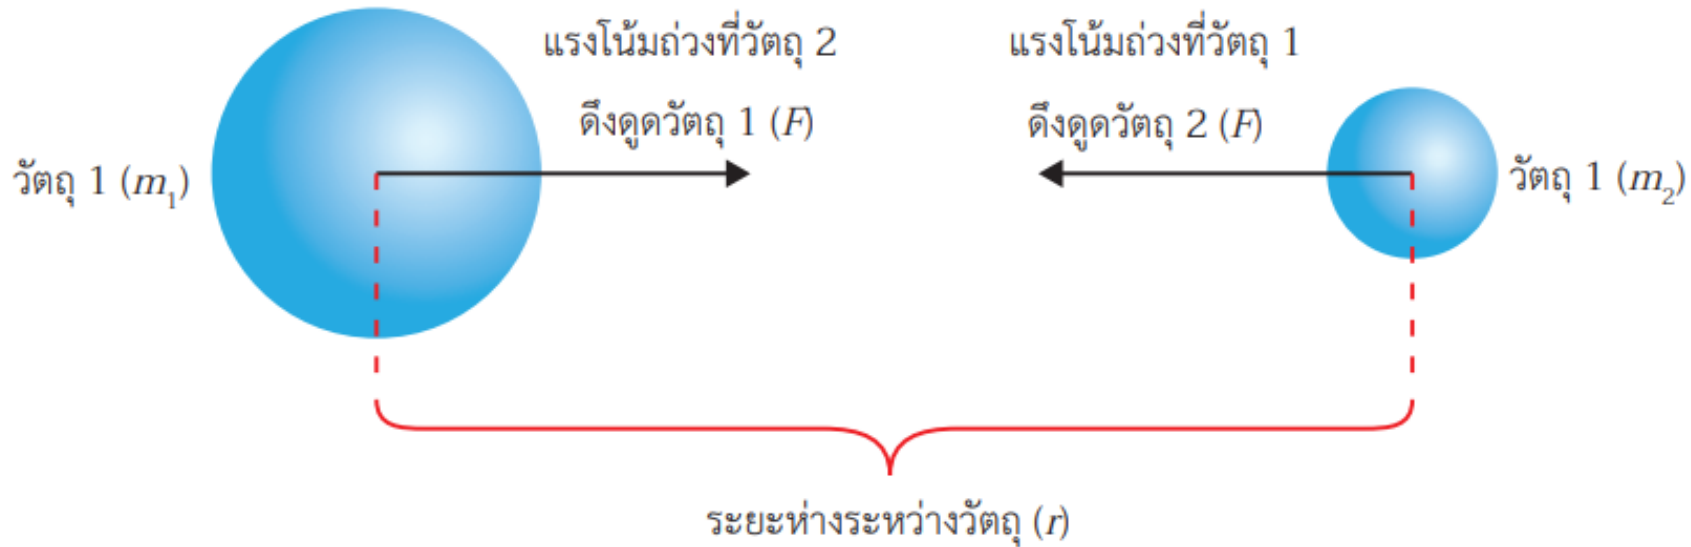 แรงโน้มถ่วงที่วัตถุ 2
ดึงดูดวัตถุ 1 (F)
แรงโน้มถ่วงที่วัตถุ 1
ดึงดูดวัตถุ 2 (F)
วัตถุ 1 (m₁)
วัตถุ 1 (m₂)
ระยะห่างระหว่างวัตถุ (r)